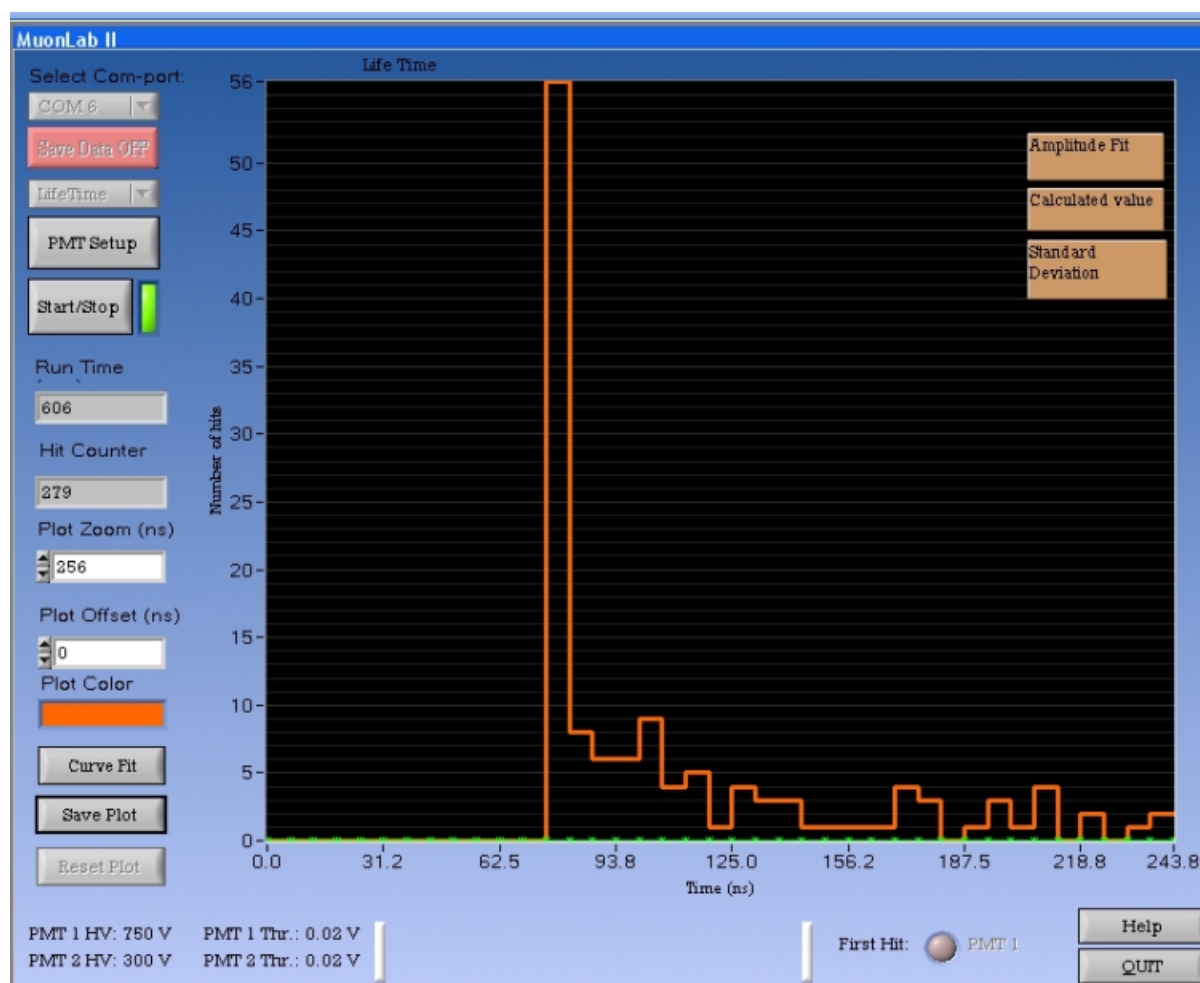 MuonLab II
Select Com-port:
COM 6
Save Data OFF
LifeTime
PMT Setup
Start/Stop
Run Time
606
Hit Counter
279
Plot Zoom (ns)
256
Plot Offset (ns)
0
Plot Color
Curve Fit
Save Plot
Reset Plot
Life Time
Number of hits
56
50
45
40
35
30
25
20
15
10
5
0
0.0 31.2 62.5 93.8 125.0 156.2 187.5 218.8 243.8
Time (ns)
Amplitude Fit
Calculated value
Standard
Deviation
PMT 1 HV: 750 V PMT 1 Thr.: 0.02 V
PMT 2 HV: 300 V PMT 2 Thr.: 0.02 V
First Hit: PMT 1
Help
QUIT